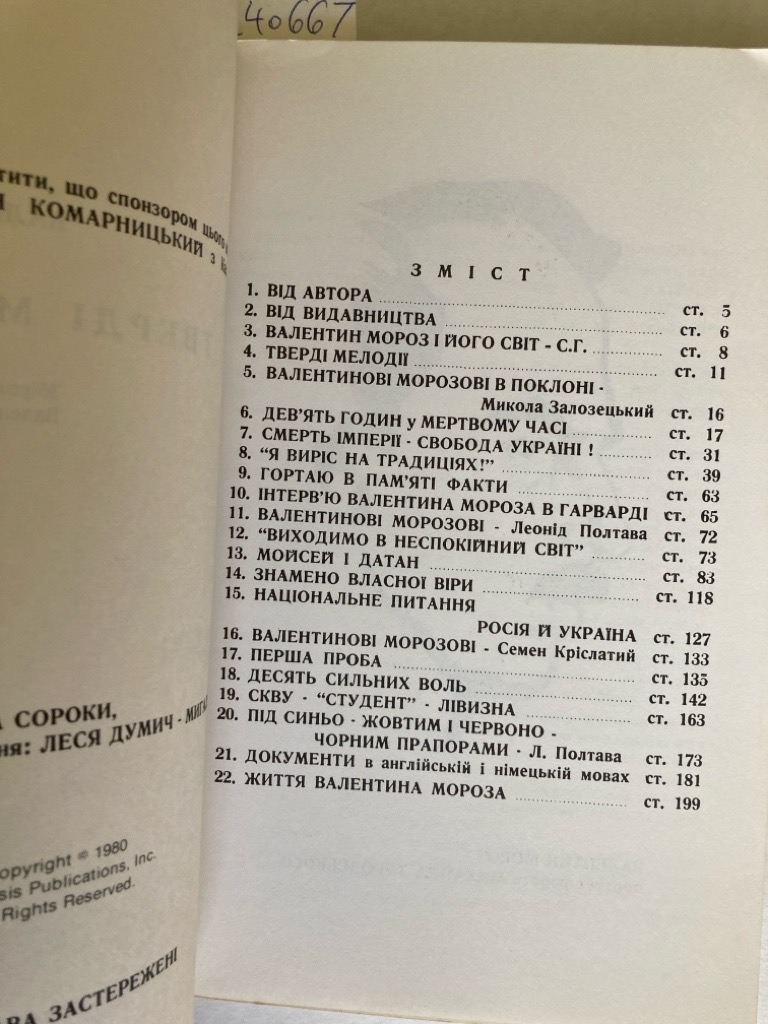 40667
тити, що спонзором цього
КОМАРНИЦЬКИЙ з
СОРОКИ,
ня: ЛЕСЯ ДУМИЧ - МИГАЛ
opyright © 1980
sis Publications, Inc.
Rights Reserved.
ВА ЗАСТЕРЕЖЕНІ
З М І С Т
1. ВІД АВТОРА ст. 5
2. ВІД ВИДАВНИЦТВА ст. 6
3. ВАЛЕНТИН МОРОЗ І ЙОГО СВІТ - С.Г. ст. 8
4. ТВЕРДІ МЕЛОДІЇ ст. 11
5. ВАЛЕНТИНОВІ МОРОЗОВІ В ПОКЛОНІ -
Микола Залозецький ст. 16
6. ДЕВ'ЯТЬ ГОДИН у МЕРТВОМУ ЧАСІ ст. 17
7. СМЕРТЬ ІМПЕРІЇ - СВОБОДА УКРАЇНІ ! ст. 31
8. "Я ВИРІС НА ТРАДИЦІЯХ!" ст. 39
9. ГОРТАЮ В ПАМ'ЯТІ ФАКТИ ст. 63
10. ІНТЕРВ'Ю ВАЛЕНТИНА МОРОЗА В ГАРВАРДІ ст. 65
11. ВАЛЕНТИНОВІ МОРОЗОВІ - Леонід Полтава ст. 72
12. "ВИХОДИМО В НЕСПОКІЙНИЙ СВІТ" ст. 73
13. МОЙСЕЙ І ДАТАН ст. 83
14. ЗНАМЕНО ВЛАСНОЇ ВІРИ ст. 118
15. НАЦІОНАЛЬНЕ ПИТАННЯ
РОСІЯ Й УКРАЇНА ст. 127
16. ВАЛЕНТИНОВІ МОРОЗОВІ - Семен Кріслатий ст. 133
17. ПЕРША ПРОБА ст. 135
18. ДЕСЯТЬ СИЛЬНИХ ВОЛЬ ст. 142
19. СКВУ - "СТУДЕНТ" - ЛІВИЗНА ст. 163
20. ПІД СИНЬО - ЖОВТИМ І ЧЕРВОНО -
ЧОРНИМ ПРАПОРАМИ - Л. Полтава ст. 173
21. ДОКУМЕНТИ в англійській і німецькій мовах ст. 181
22. ЖИТТЯ ВАЛЕНТИНА МОРОЗА ст. 199